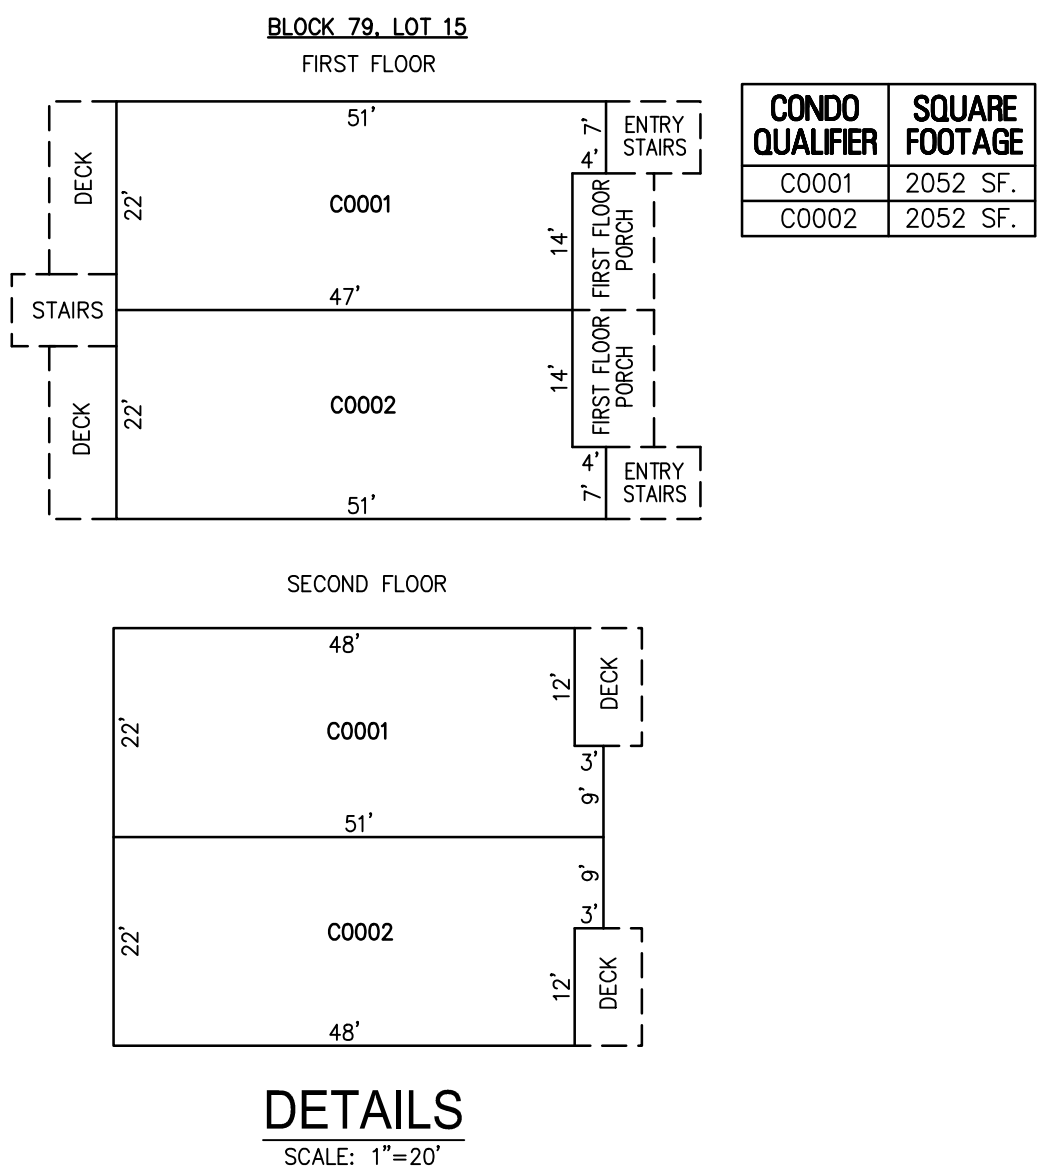 BLOCK 79, LOT 15
FIRST FLOOR
51'
7'
ENTRY
STAIRS
4'
DECK
22'
C0001
14'
FIRST FLOOR
PORCH
47'
STAIRS
DECK
22'
C0002
14'
FIRST FLOOR
PORCH
4'
7'
ENTRY
STAIRS
51'
CONDO QUALIFIER
SQUARE FOOTAGE
C0001 2052 SF.
C0002 2052 SF.
SECOND FLOOR
48'
12'
DECK
22'
C0001
3'
9'
51'
9'
3'
22'
C0002
12'
DECK
48'
DETAILS
SCALE: 1"=20'